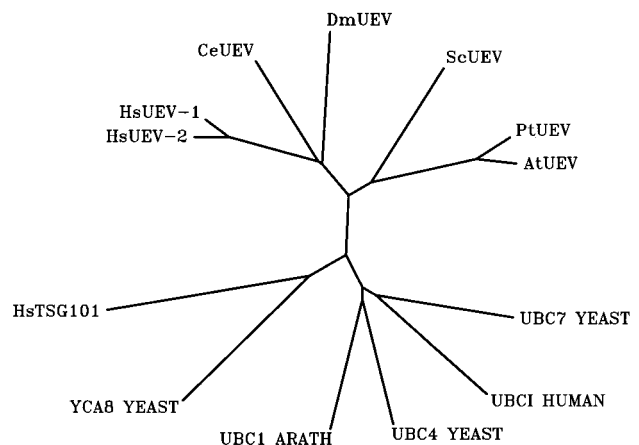 DmUEV
CeUEV
ScUEV
HsUEV-1
HsUEV-2
PtUEV
AtUEV
HsTSG101
UBC7 YEAST
YCA8 YEAST
UBCI HUMAN
UBC1 ARATH
UBC4 YEAST